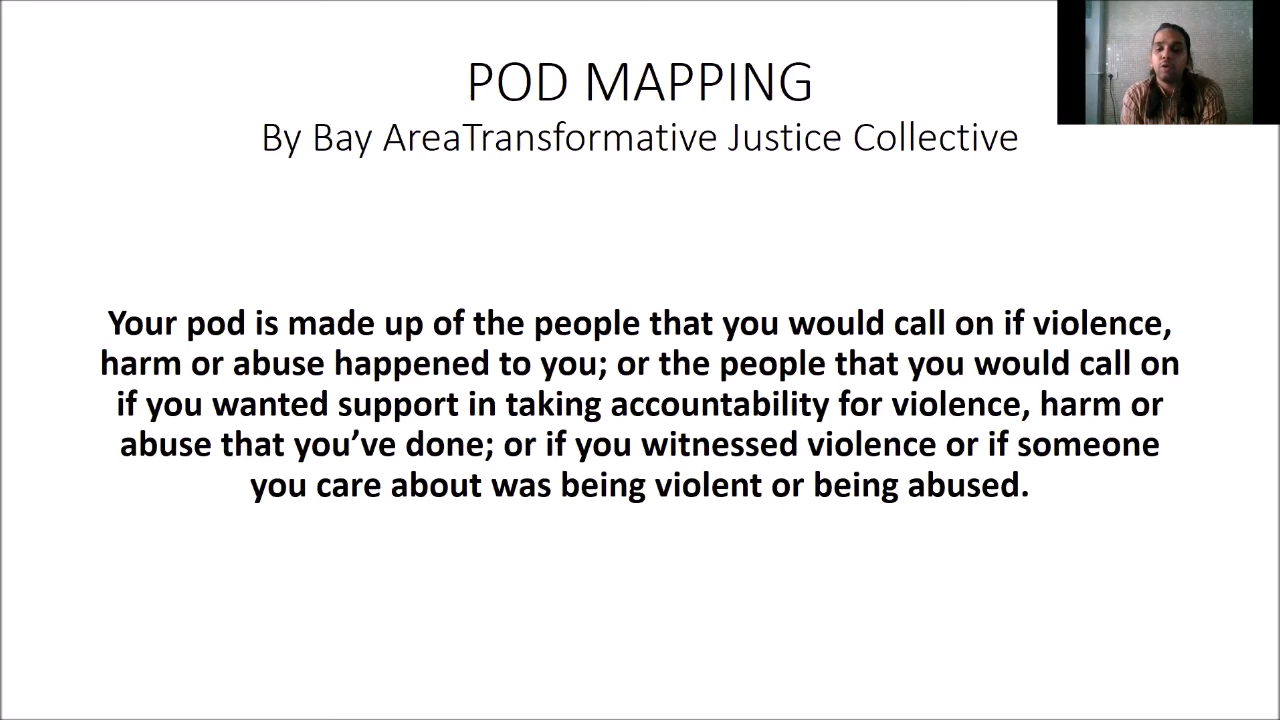 POD MAPPING
By Bay AreaTransformative Justice Collective
Your pod is made up of the people that you would call on if violence,
harm or abuse happened to you; or the people that you would call on
if you wanted support in taking accountability for violence, harm or
abuse that you’ve done; or if you witnessed violence or if someone
you care about was being violent or being abused.